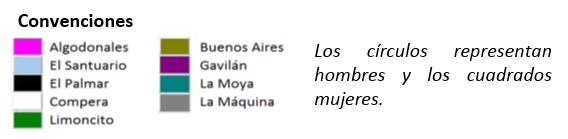 Convenciones
Algodonales
El Santuario
El Palmar
Compera
Limoncito
Buenos Aires
Gavilán
La Moya
La Máquina
Los círculos representan
hombres y los cuadrados
mujeres.